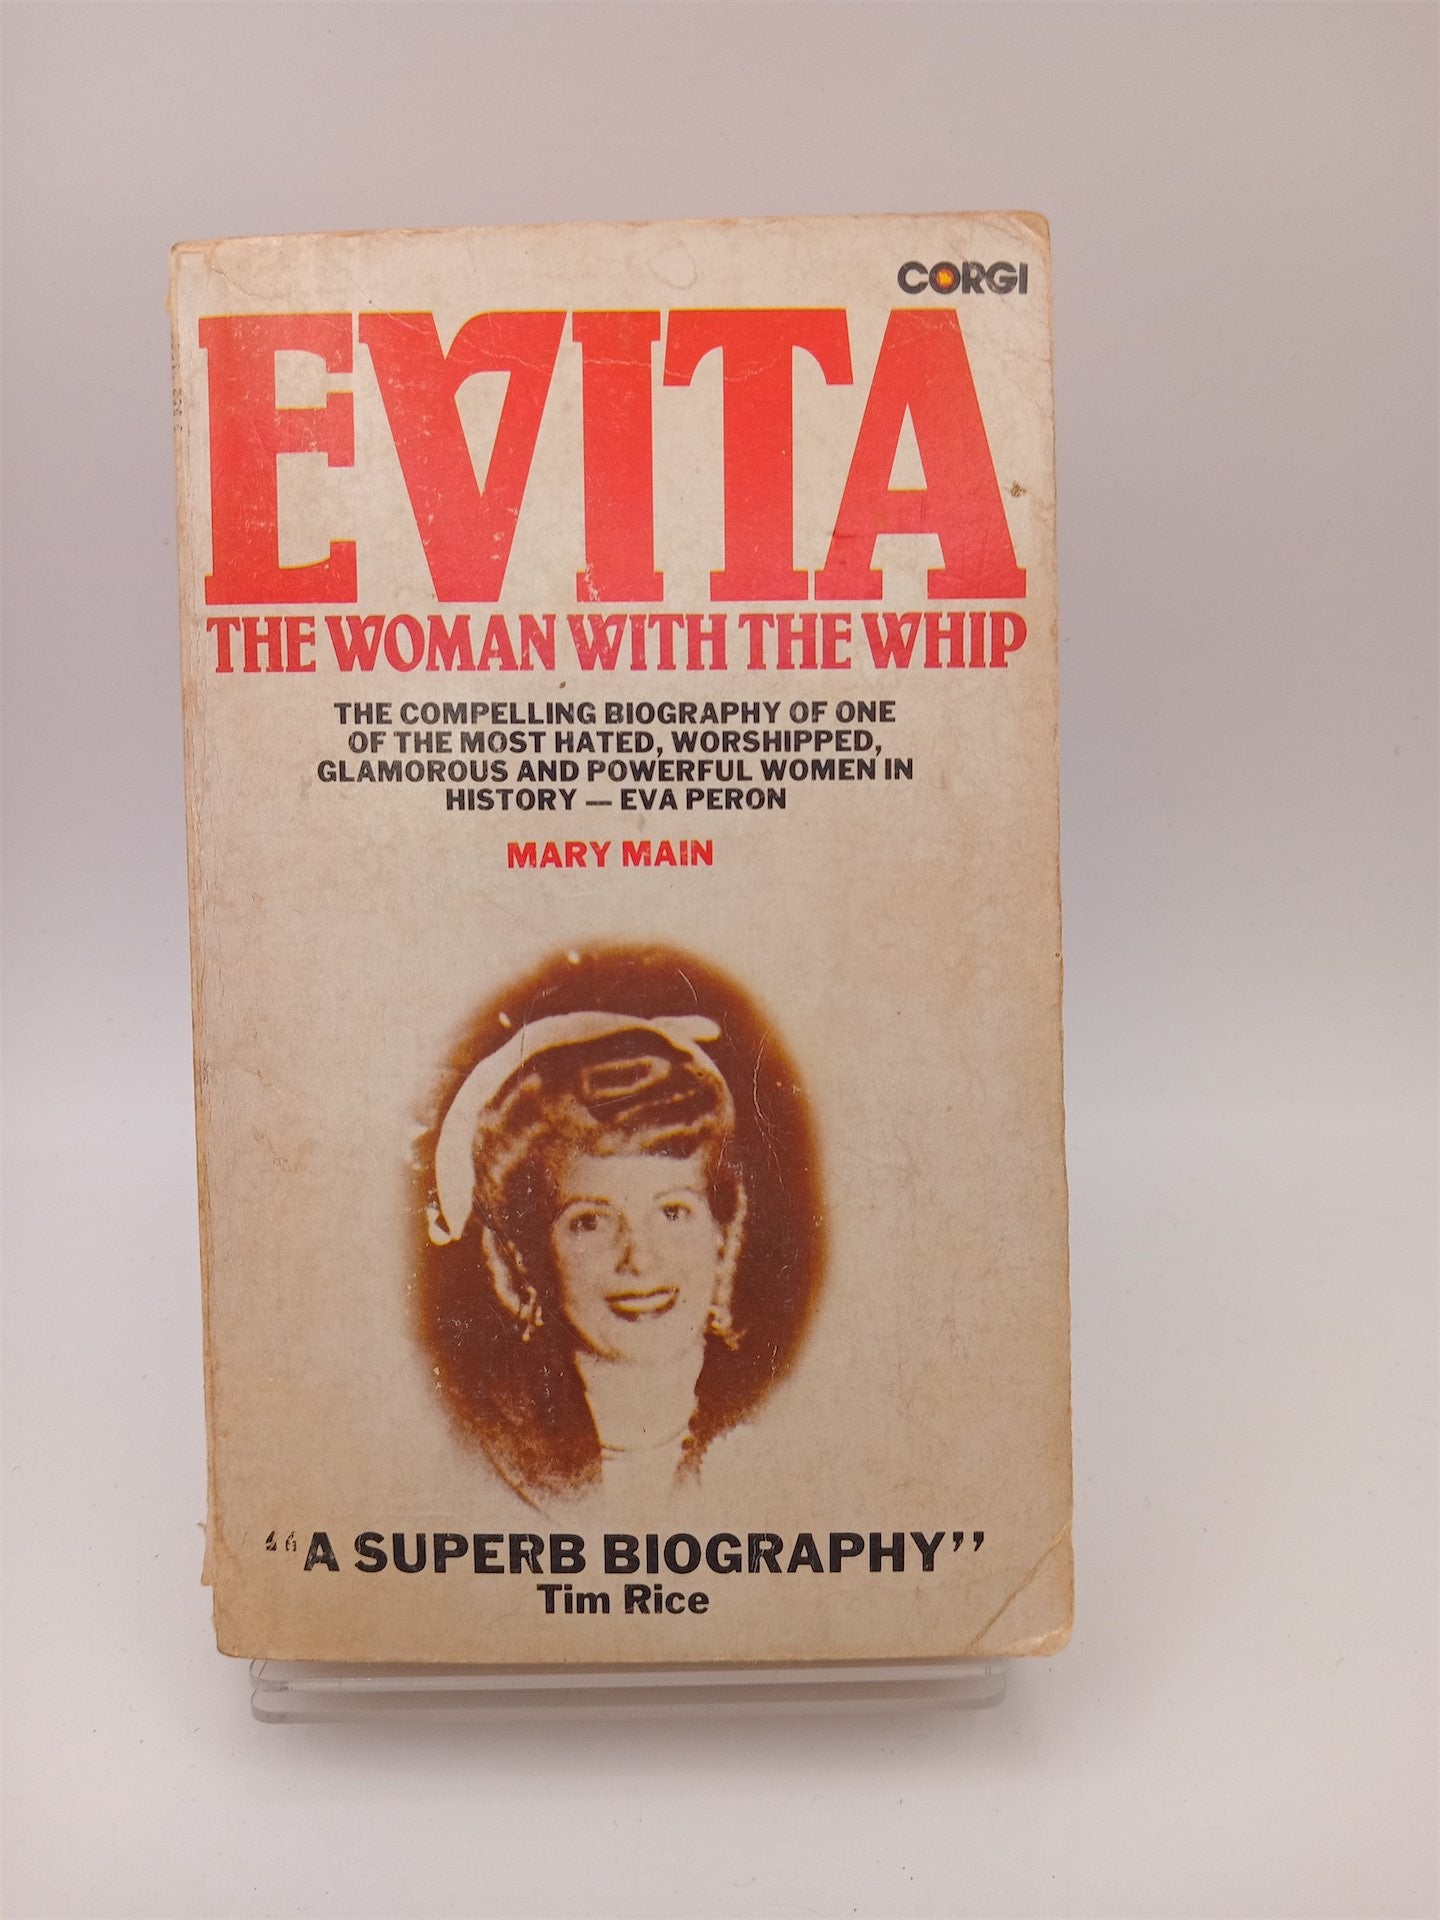 CORGI
EVITA
THE WOMAN WITH THE WHIP
THE COMPELLING BIOGRAPHY OF ONE
OF THE MOST HATED, WORSHIPPED,
GLAMOROUS AND POWERFUL WOMEN IN
HISTORY — EVA PERON
MARY MAIN
“A SUPERB BIOGRAPHY”
Tim Rice